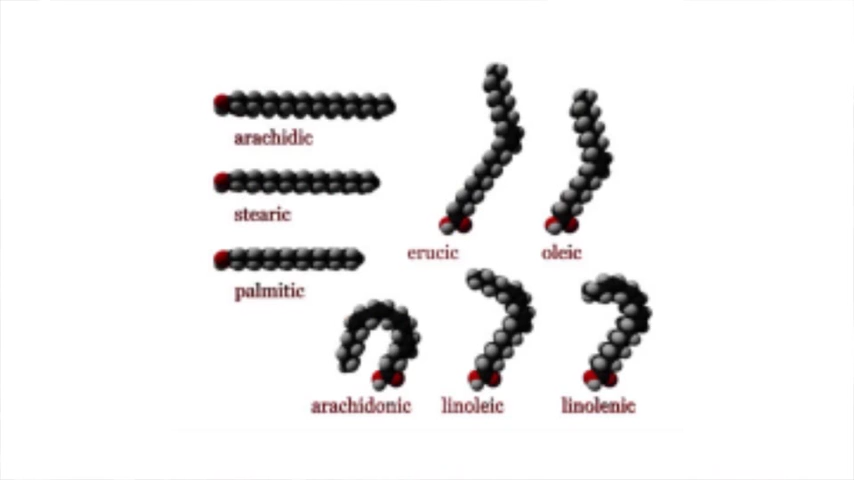 arachidic
stearic
palmitic
erucic
oleic
arachidonic
linoleic
linolenic